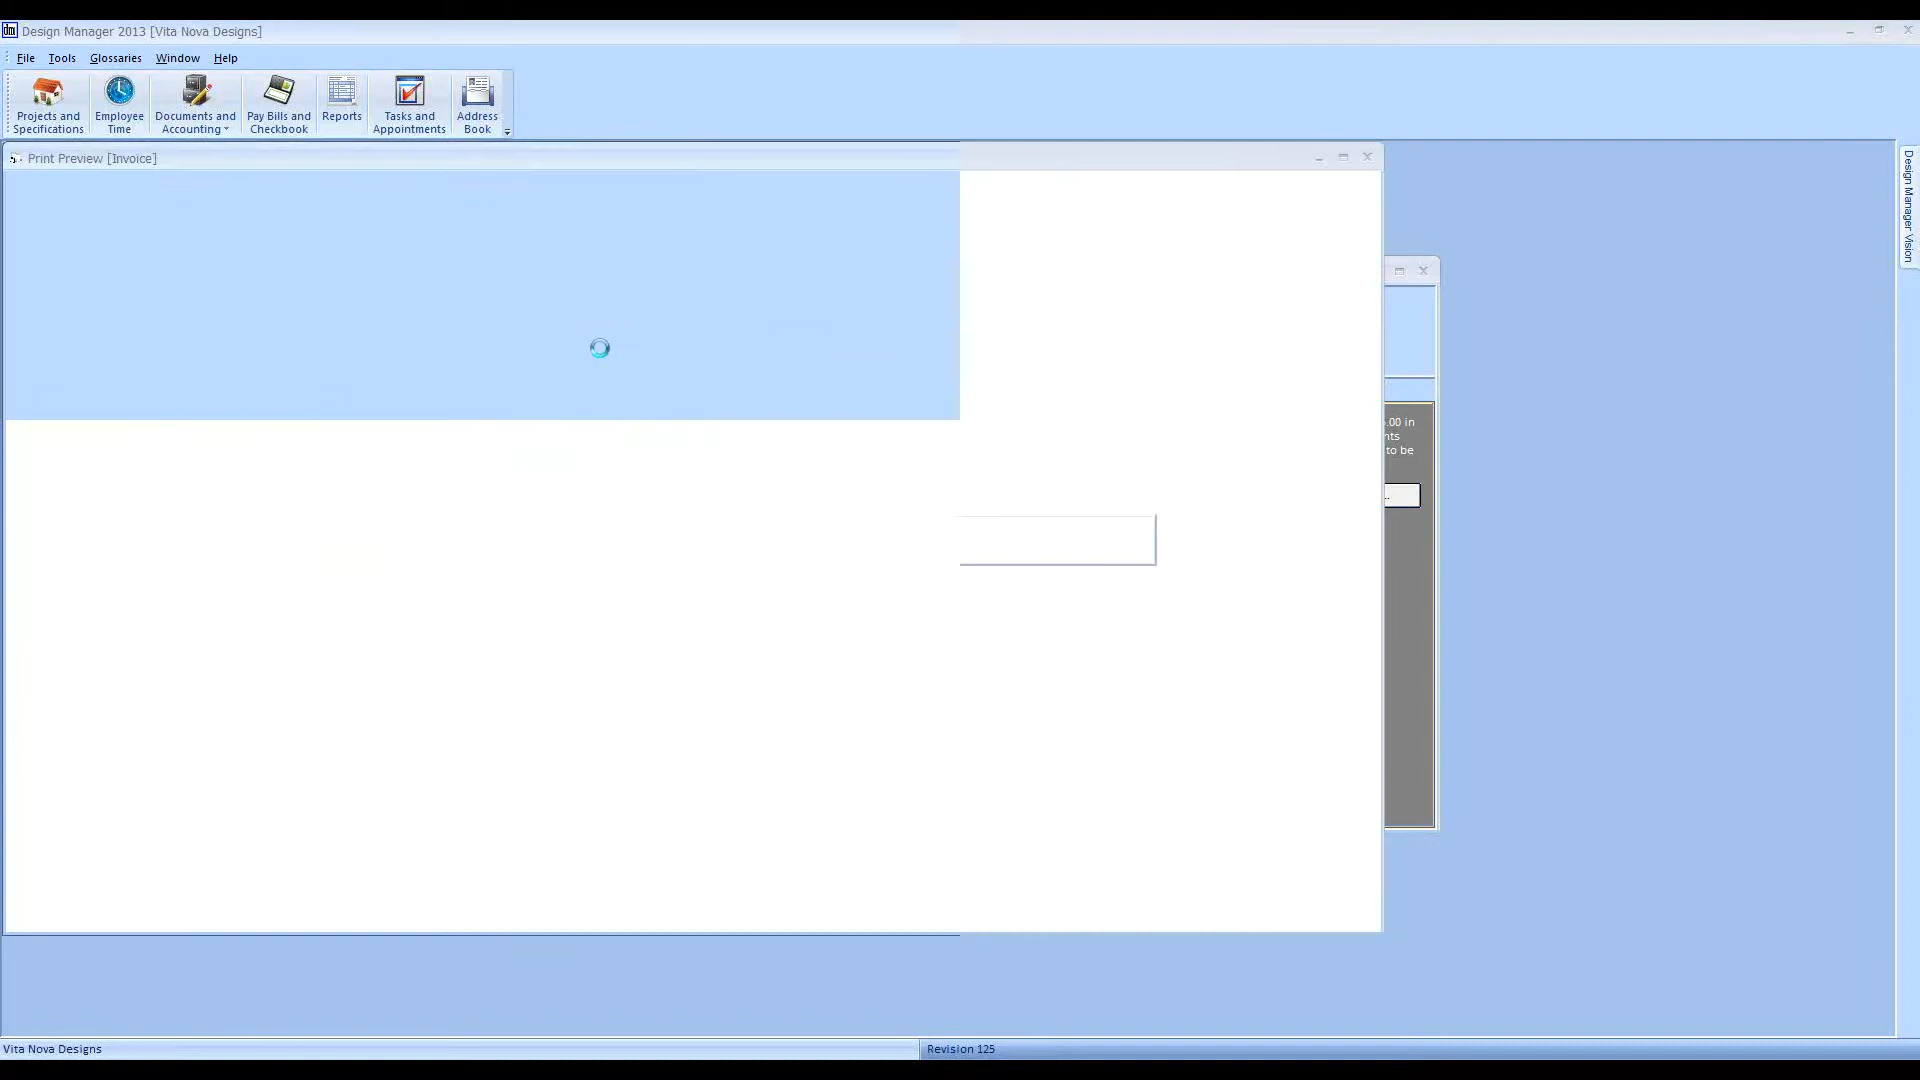 Design Manager 2013 [Vita Nova Designs]
File Tools Glossaries Window Help
Projects and Specifications
Employee Time
Documents and Accounting
Pay Bills and Checkbook
Reports
Tasks and Appointments
Address Book
Print Preview [Invoice]
Design Manager Vision
.00 in
nts
to be
..
Vita Nova Designs
Revision 125